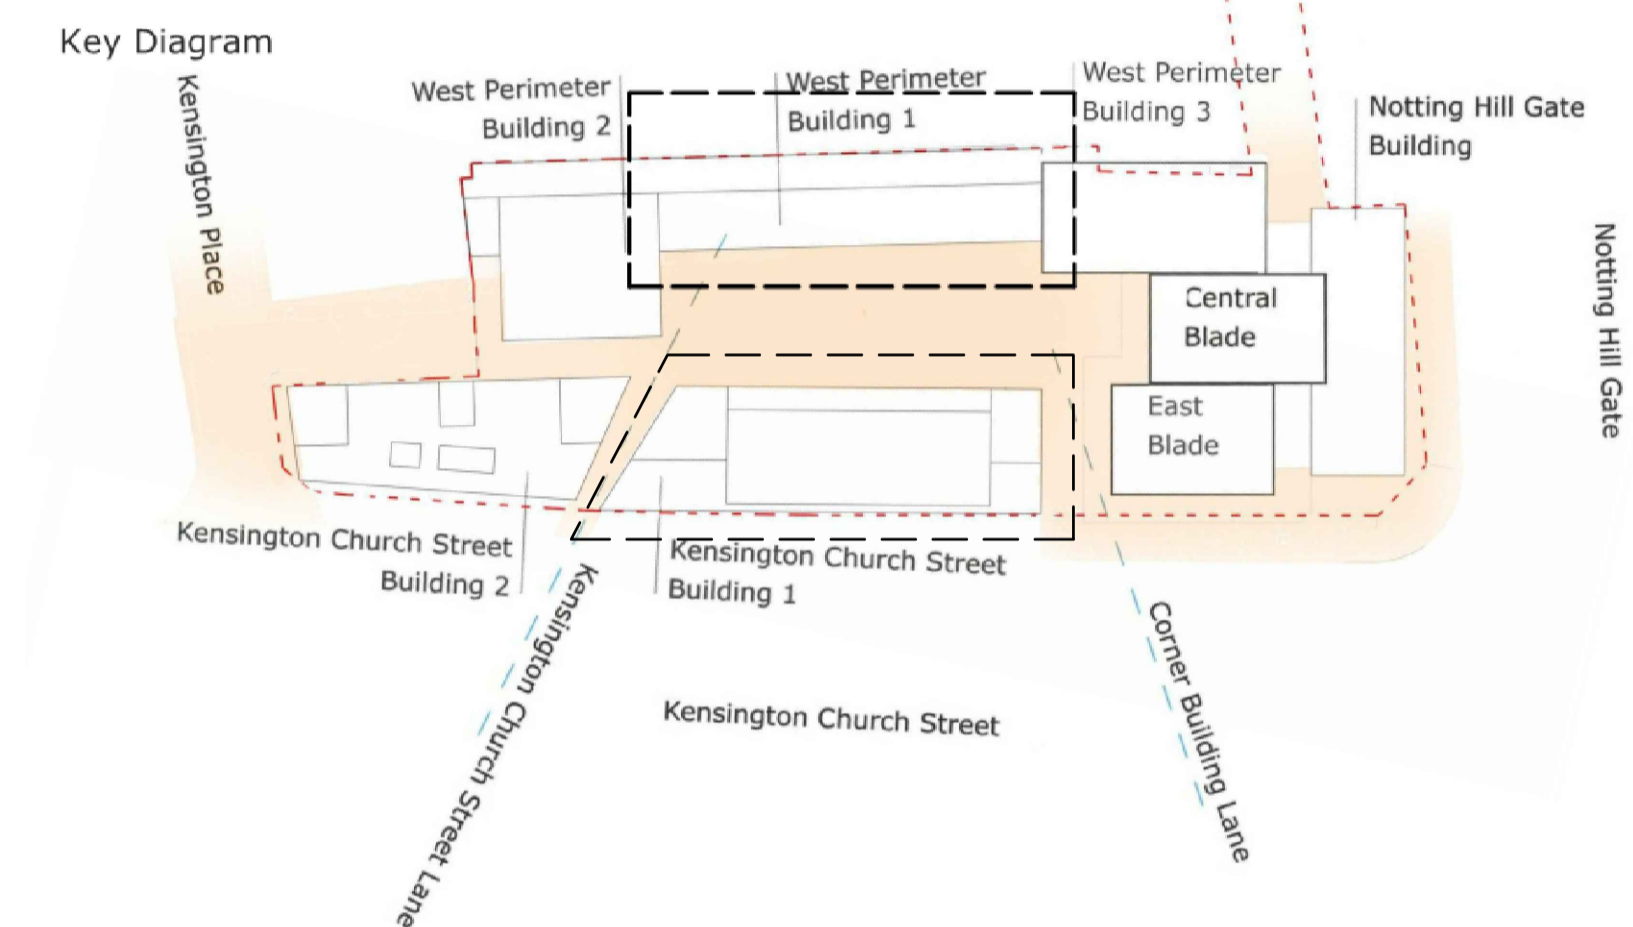 Key Diagram
Kensington Place
West Perimeter
Building 2
West Perimeter
Building 1
West Perimeter
Building 3
Notting Hill Gate
Building
Notting Hill Gate
Central
Blade
East
Blade
Kensington Church Street
Building 2
Kensington Church Street
Building 1
Kensington Church Street Lane
Kensington Church Street
Corner Building Lane